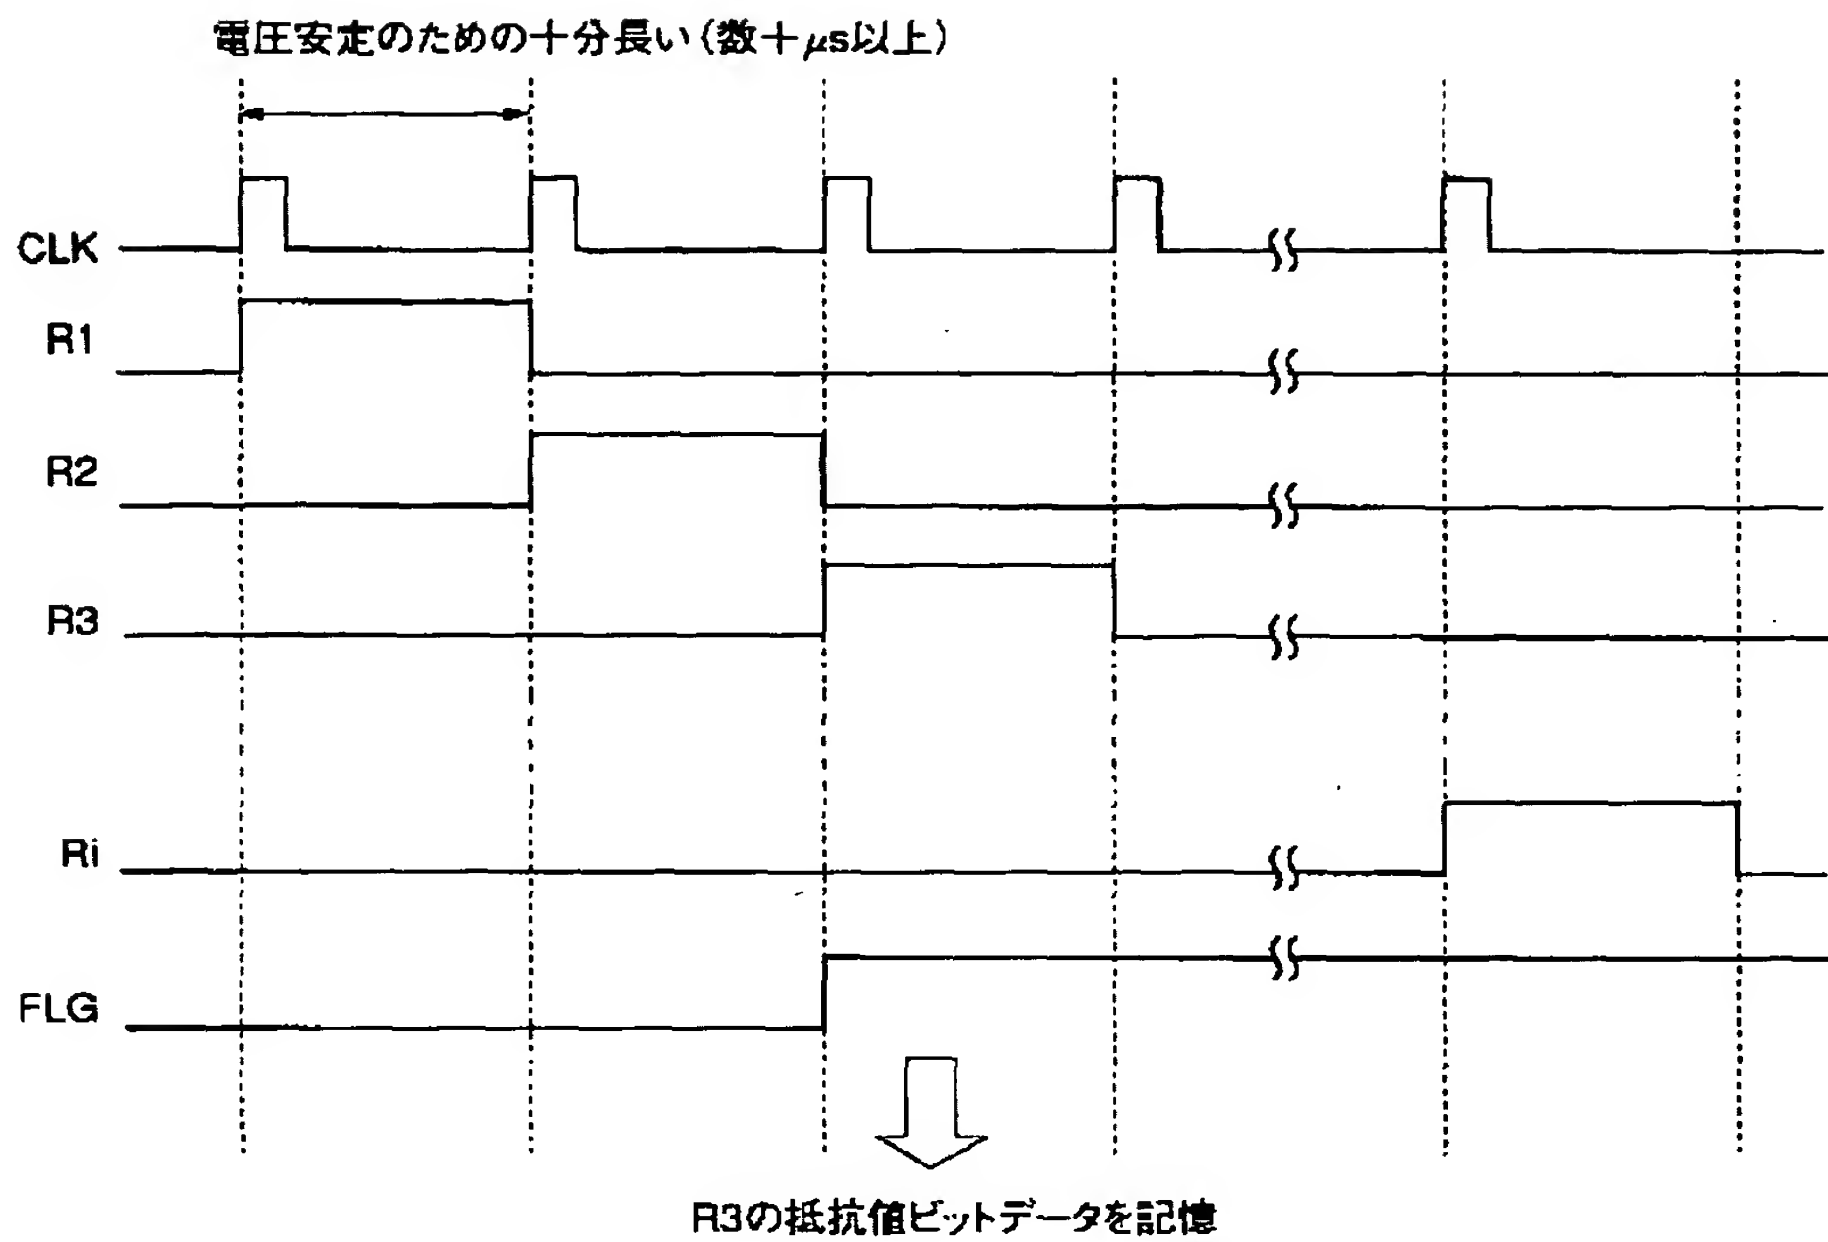 電圧安定のための十分長い(数十μs以上)
CLK
R1
R2
R3
Ri
FLG
R3の抵抗値ビットデータを記憶